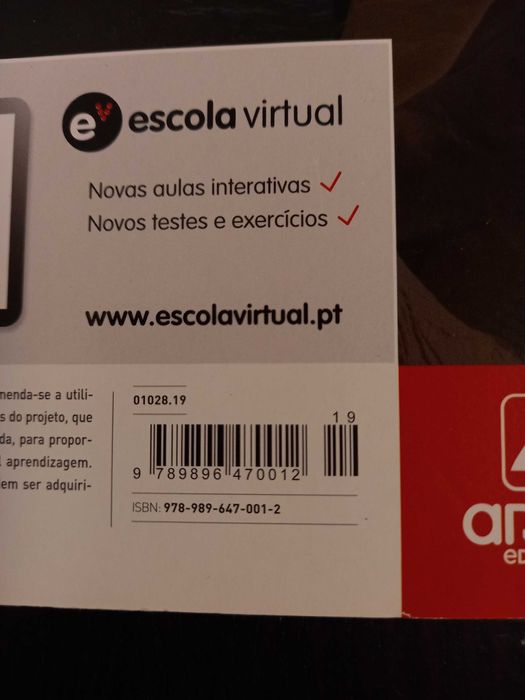 ev escola virtual
Novas aulas interativas
Novos testes e exercícios
www.escolavirtual.pt
menda-se a utili-
s do projeto, que
da, para propor-
l aprendizagem.
em ser adquiri-
01028.19
19
9 789896 470012
ISBN: 978-989-647-001-2